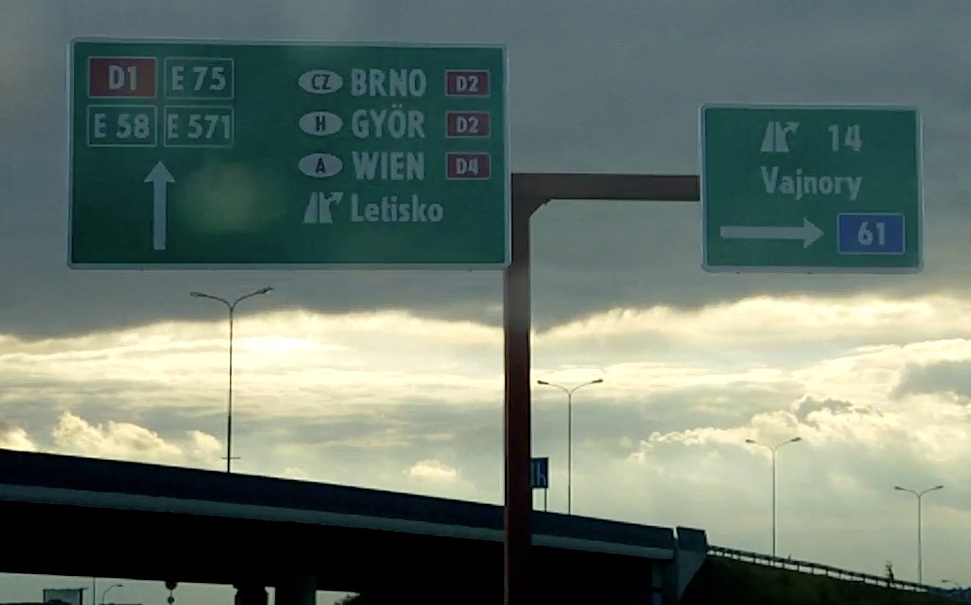 D1 E 75
E 58 E 571
CZ BRNO D2
H GYÖR D2
A WIEN D4
Letisko
14
Vajnory
61